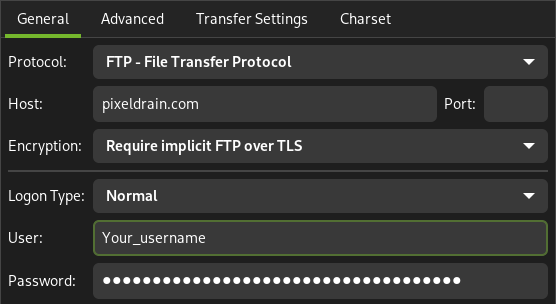 General Advanced Transfer Settings Charset
Protocol: FTP - File Transfer Protocol
Host: pixeldrain.com Port:
Encryption: Require implicit FTP over TLS
Logon Type: Normal
User: Your_username
Password: ●●●●●●●●●●●●●●●●●●●●●●●●●●●●●●●●●●●●